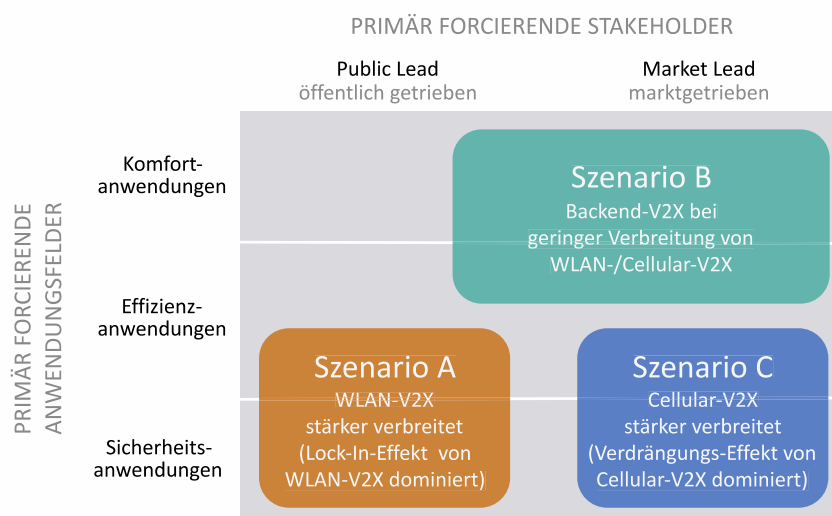 PRIMÄR FORCIERENDE STAKEHOLDER
Public Lead
öffentlich getrieben
Market Lead
marktgetrieben
PRIMÄR FORCIERENDE
ANWENDUNGSFELDER
Komfort-
anwendungen
Szenario B
Backend-V2X bei
geringer Verbreitung von
WLAN-/Cellular-V2X
Effizienz-
anwendungen
Szenario A
WLAN-V2X
stärker verbreitet
(Lock-In-Effekt von
WLAN-V2X dominiert)
Szenario C
Cellular-V2X
stärker verbreitet
(Verdrängungs-Effekt von
Cellular-V2X dominiert)
Sicherheits-
anwendungen